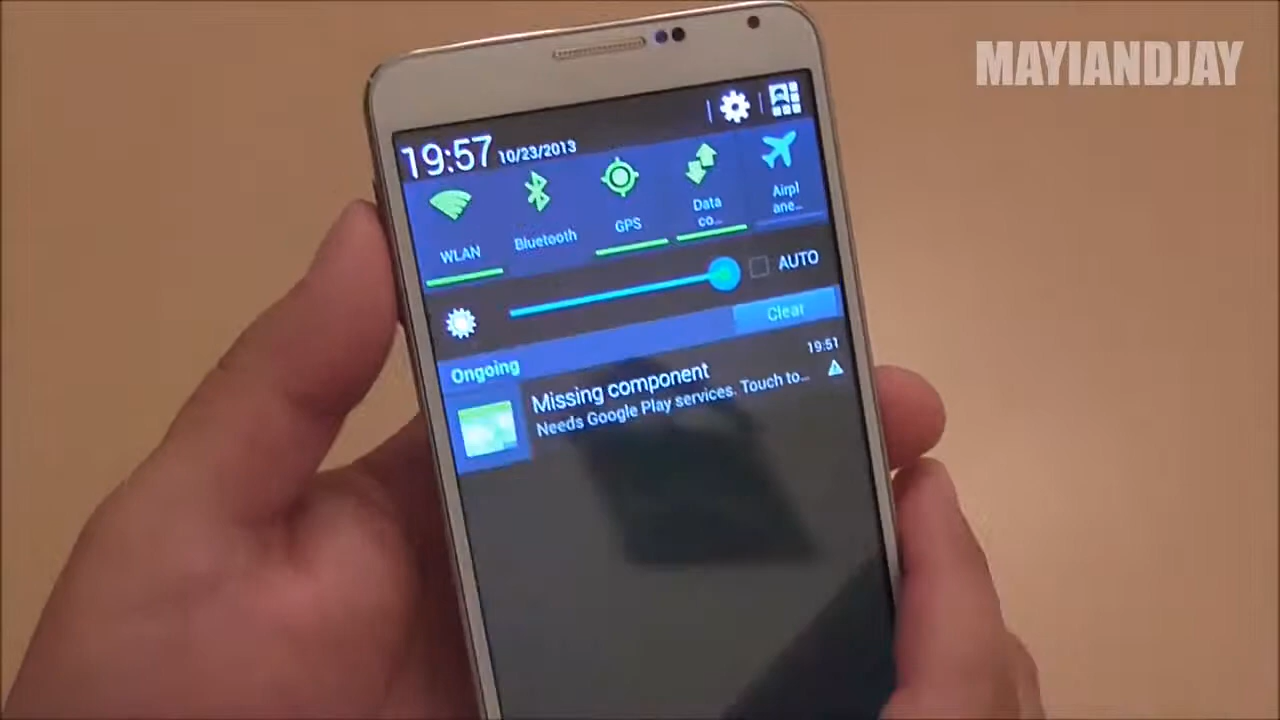 MAYIANDJAY
19:57 10/23/2013
WLAN
Bluetooth
GPS
Data
co...
Airpl
ane...
AUTO
Clear
Ongoing
Missing component
19:51
Needs Google Play services. Touch to...